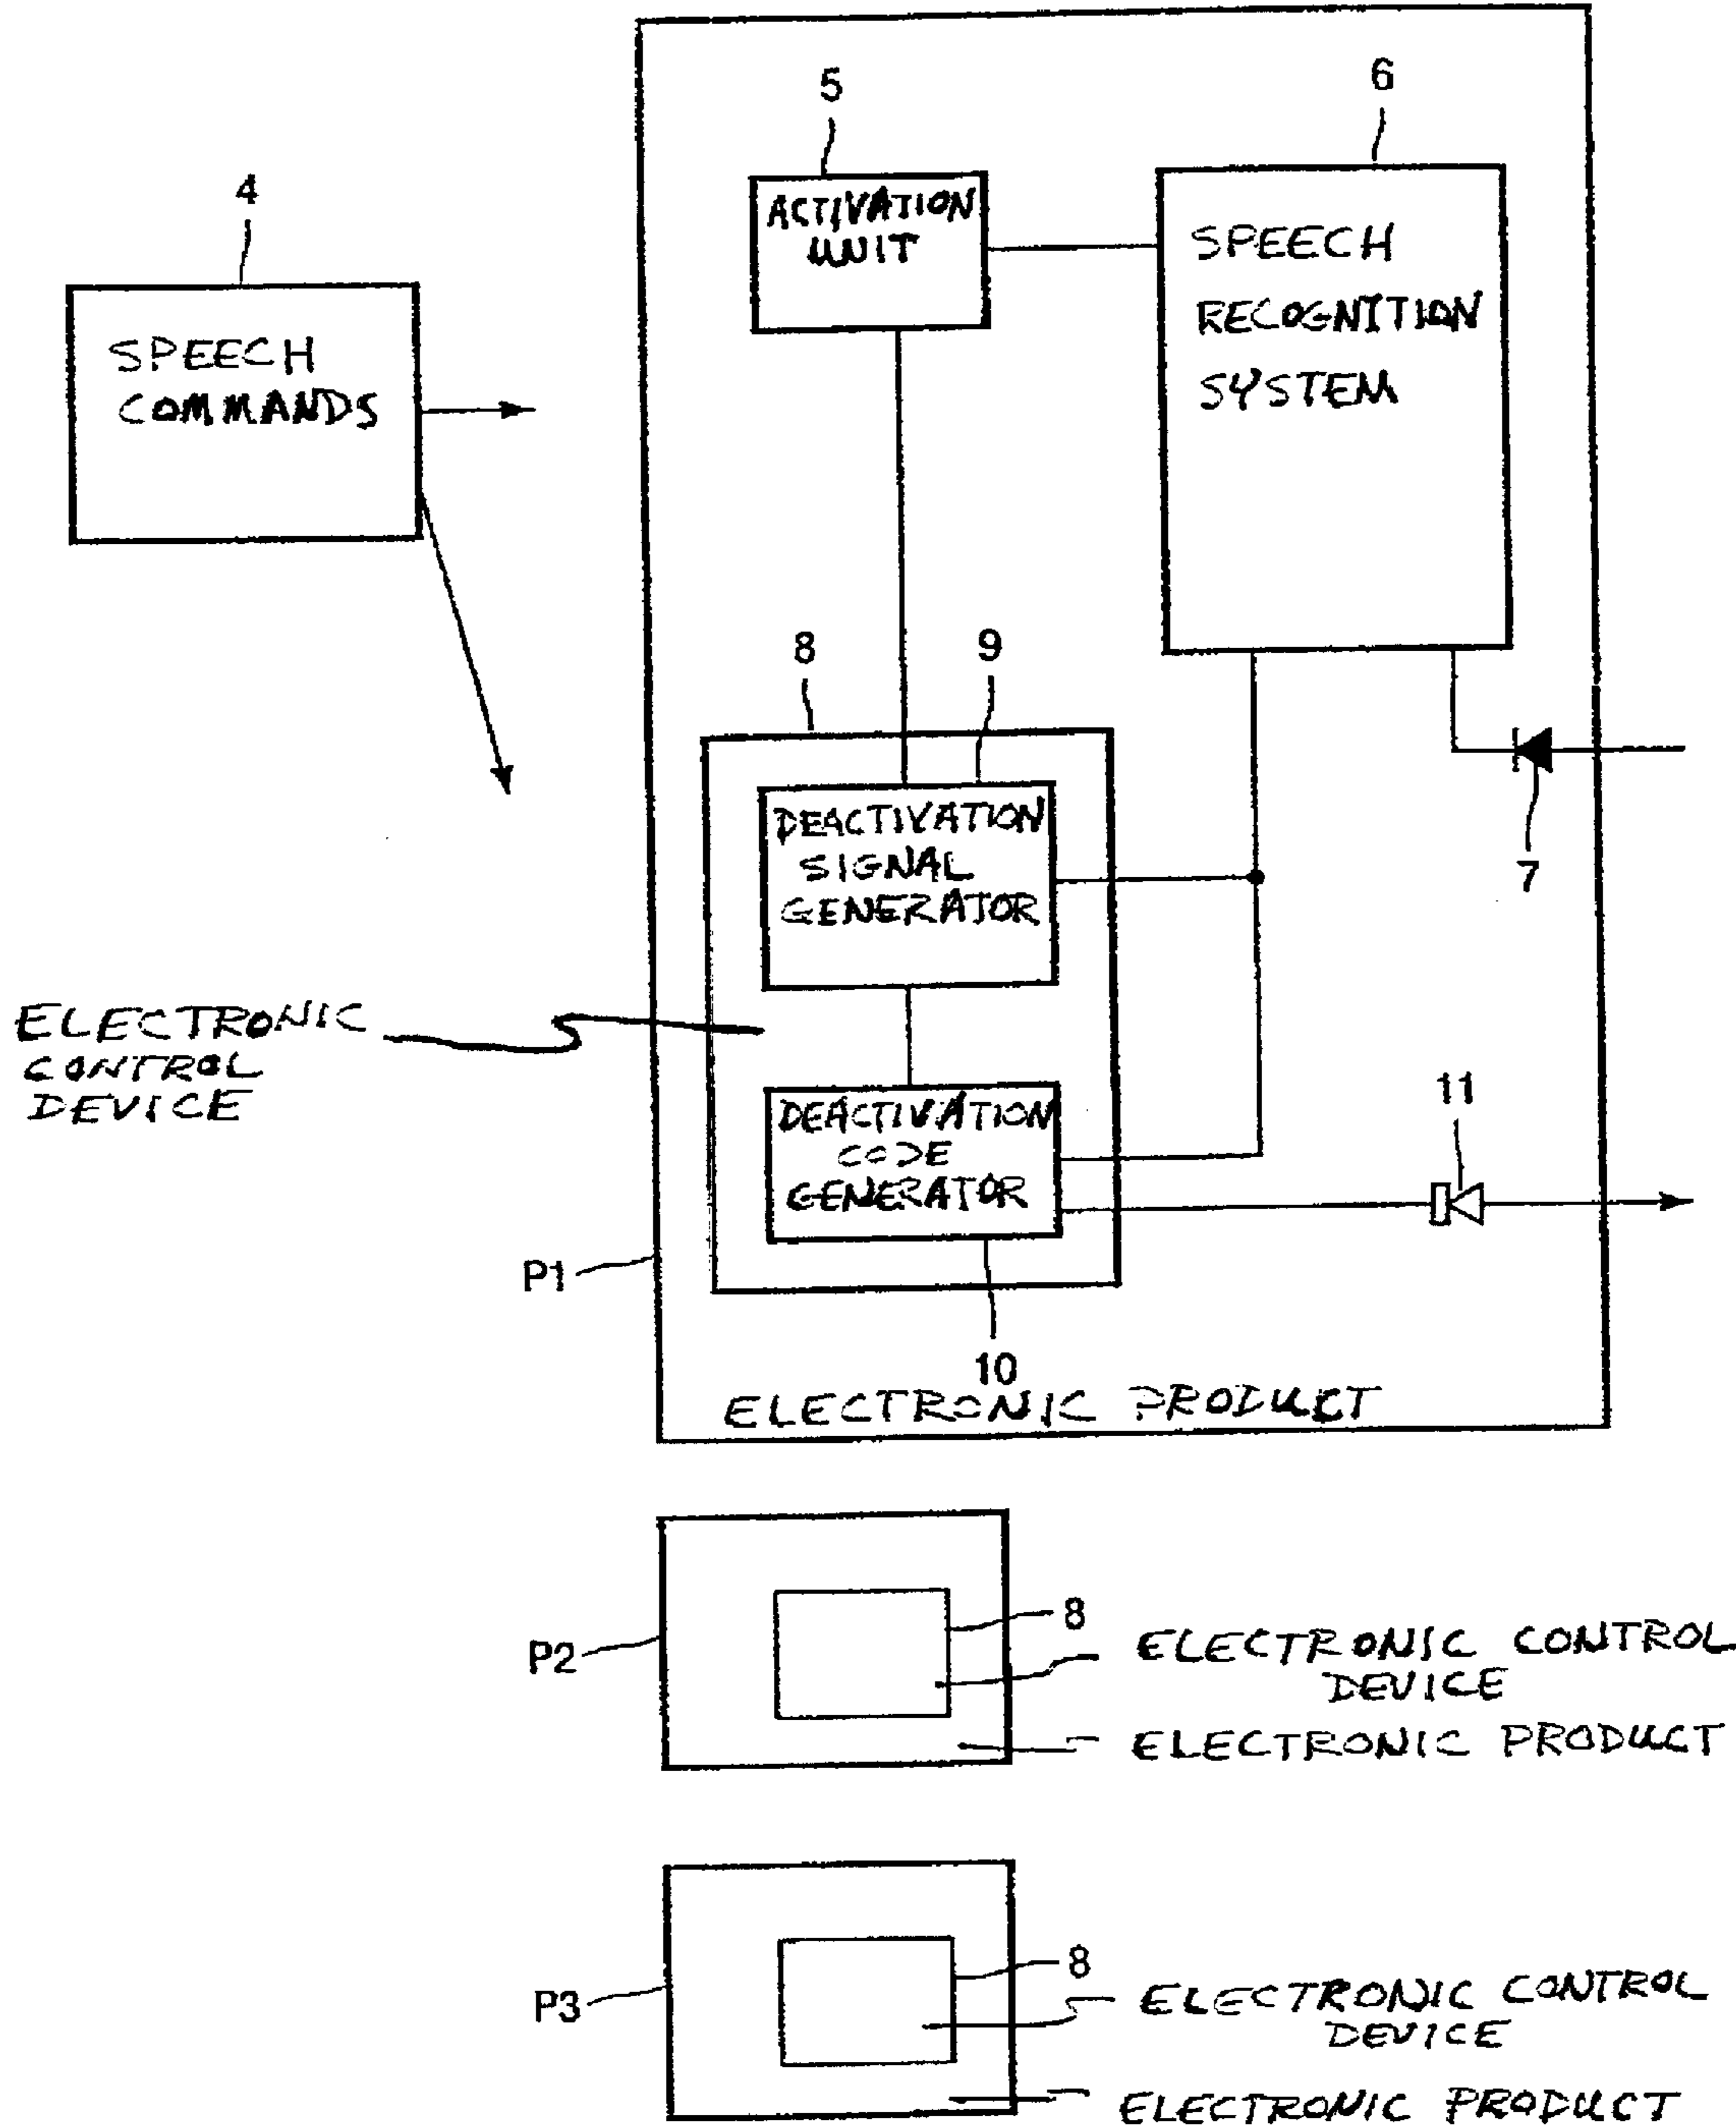 5
6
ACTIVATION
UNIT
4
SPEECH
RECOGNITION
SYSTEM
SPEECH
COMMANDS
8
9
7
DEACTIVATION
SIGNAL
GENERATOR
ELECTRONIC
CONTROL
DEVICE
DEACTIVATION
CODE
GENERATOR
11
P1
10
ELECTRONIC PRODUCT
P2
8
ELECTRONIC CONTROL
DEVICE
ELECTRONIC PRODUCT
P3
8
ELECTRONIC CONTROL
DEVICE
ELECTRONIC PRODUCT